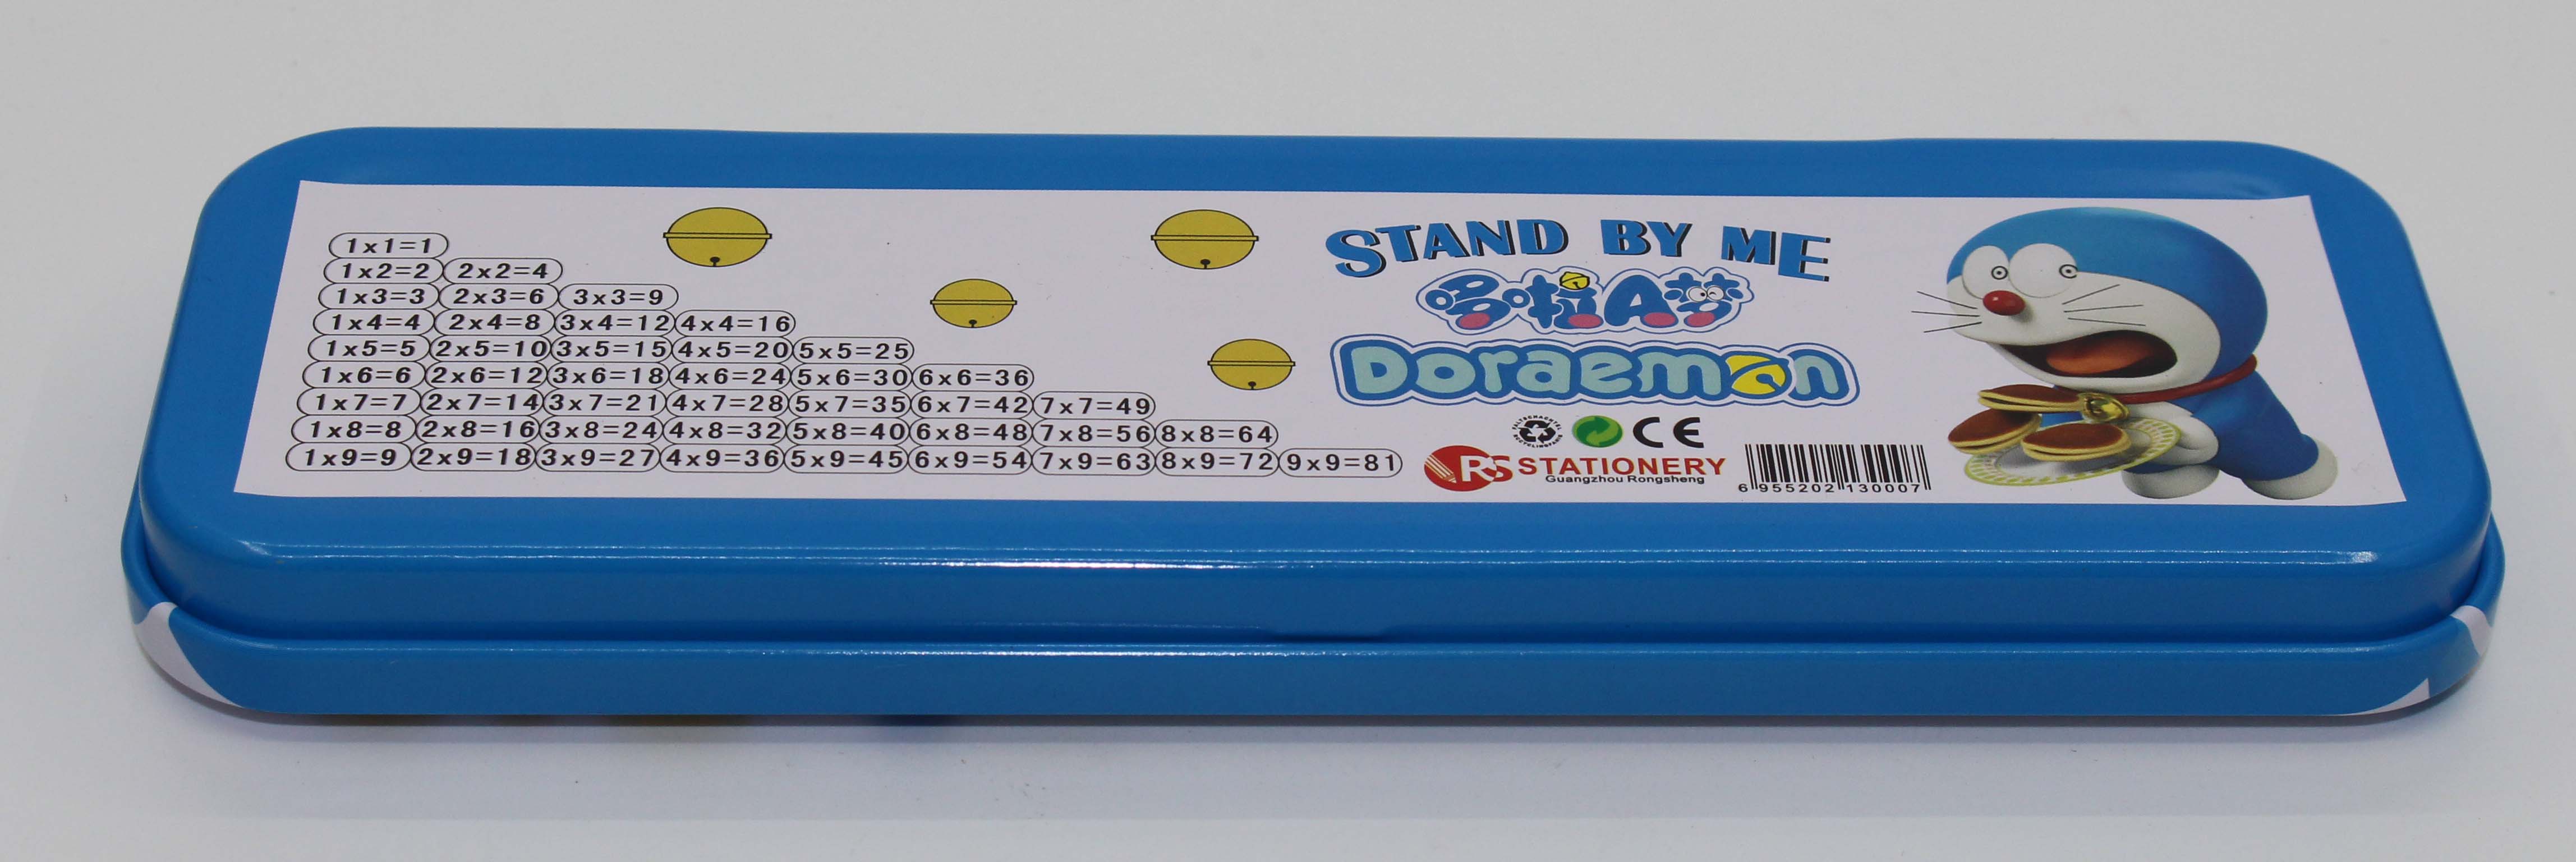 1x1=1
1x2=2 2x2=4
1x3=3 2x3=6 3x3=9
1x4=4 2x4=8 3x4=12 4x4=16
1x5=5 2x5=10 3x5=15 4x5=20 5x5=25
1x6=6 2x6=12 3x6=18 4x6=24 5x6=30 6x6=36
1x7=7 2x7=14 3x7=21 4x7=28 5x7=35 6x7=42 7x7=49
1x8=8 2x8=16 3x8=24 4x8=32 5x8=40 6x8=48 7x8=56 8x8=64
1x9=9 2x9=18 3x9=27 4x9=36 5x9=45 6x9=54 7x9=63 8x9=72 9x9=81
STAND BY ME
哆啦A梦
Doraemon
CE
RS STATIONERY
Guangzhou Rongsheng
6 955202 130007